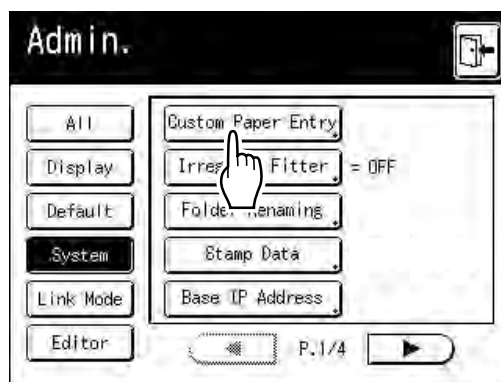 Admin.
All
Display
Default
System
Link Mode
Editor
Custom Paper Entry
Fitter = OFF
Stamp Data
Base IP Address
P.1/4